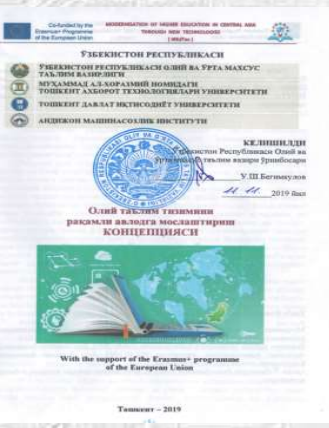 Co-funded by the
Erasmus+ Programme
of the European Union
MODERNISATION OF HIGHER EDUCATION IN CENTRAL ASIA
THROUGH NEW TECHNOLOGIES
ЎЗБЕКИСТОН РЕСПУБЛИКАСИ
ЎЗБЕКИСТОН РЕСПУБЛИКАСИ ОЛИЙ ВА ЎРТА МАХСУС
ТАЪЛИМ ВАЗИРЛИГИ
МУҲАММАД АЛ-ХОРАЗМИЙ НОМИДАГИ
ТОШКЕНТ АХБОРОТ ТЕХНОЛОГИЯЛАРИ УНИВЕРСИТЕТИ
ТОШКЕНТ ДАВЛАТ ИҚТИСОДИЁТ УНИВЕРСИТЕТИ
АНДИЖОН МАШИНАСОЗЛИК ИНСТИТУТИ
КЕЛИШИЛДИ
Ўзбекистон Республикаси Олий ва
ўрта махсус таълим вазири ўринбосари
У.Ш.Бегимкулов
11.11.2019 йил
Олий таълим тизимини
рақамли авлодга мослаштириш
КОНЦЕПЦИЯСИ
With the support of the Erasmus+ programme
of the European Union
Тошкент – 2019